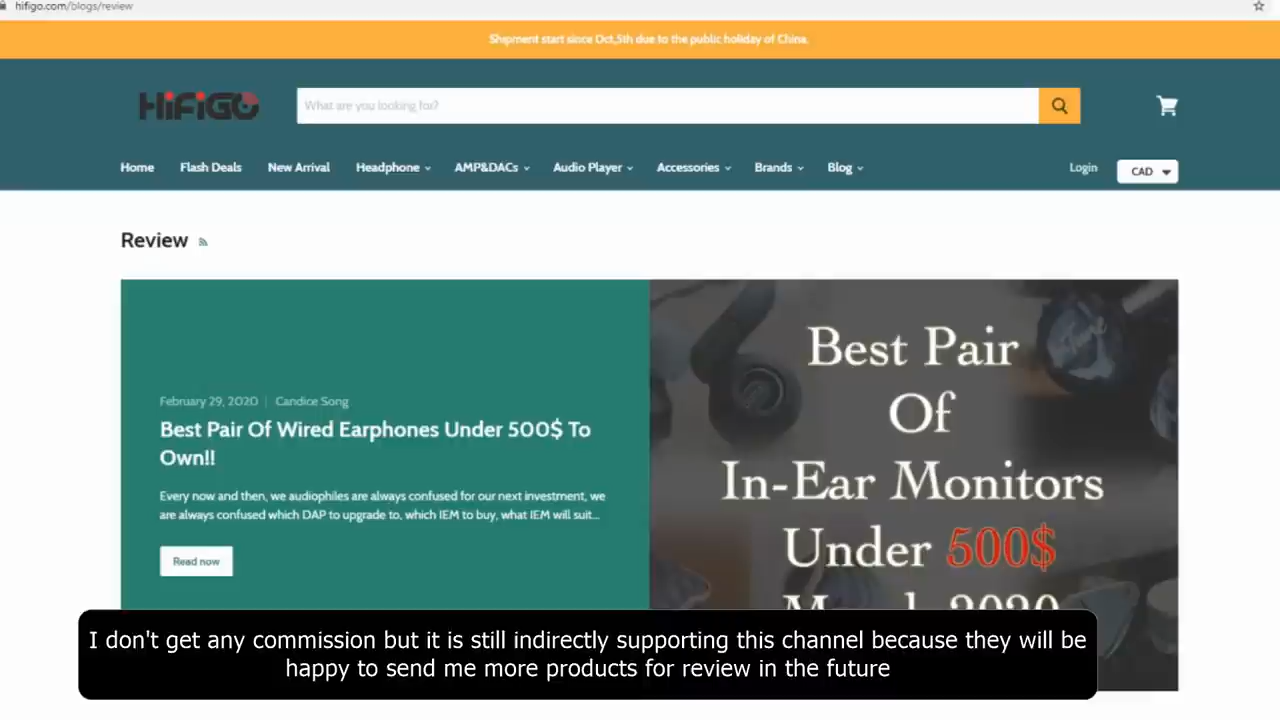 hifigo.com/blogs/review
Shipment start since Oct,5th due to the public holiday of China.
HiFiGO
What are you looking for?
Home Flash Deals New Arrival Headphone AMP&DACs Audio Player Accessories Brands Blog Login CAD
Review
February 29, 2020 | Candice Song
Best Pair Of Wired Earphones Under 500$ To
Own!!
Every now and then, we audiophiles are always confused for our next investment, we
are always confused which DAP to upgrade to, which IEM to buy, what IEM will suit...
Read now
Best Pair
Of
In-Ear Monitors
Under 500$
March 2020
I don't get any commission but it is still indirectly supporting this channel because they will be
happy to send me more products for review in the future